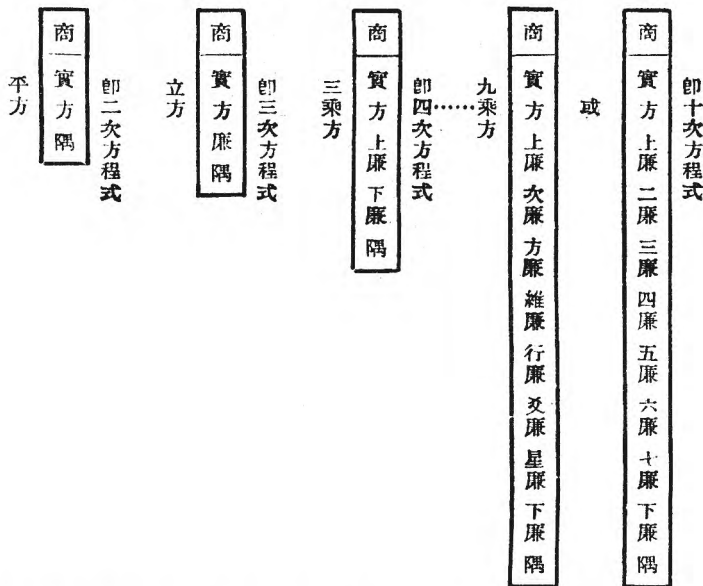 平方
商
實方隅
卽二次方程式
立方
商
實方廉隅
卽三次方程式
三乘方
商
實方上廉下廉隅
卽四次方程式……九乘方
商
實方上廉次廉方廉維廉行廉爻廉星廉下廉隅
或
商
實方上廉二廉三廉四廉五廉六廉七廉下廉隅
卽十次方程式